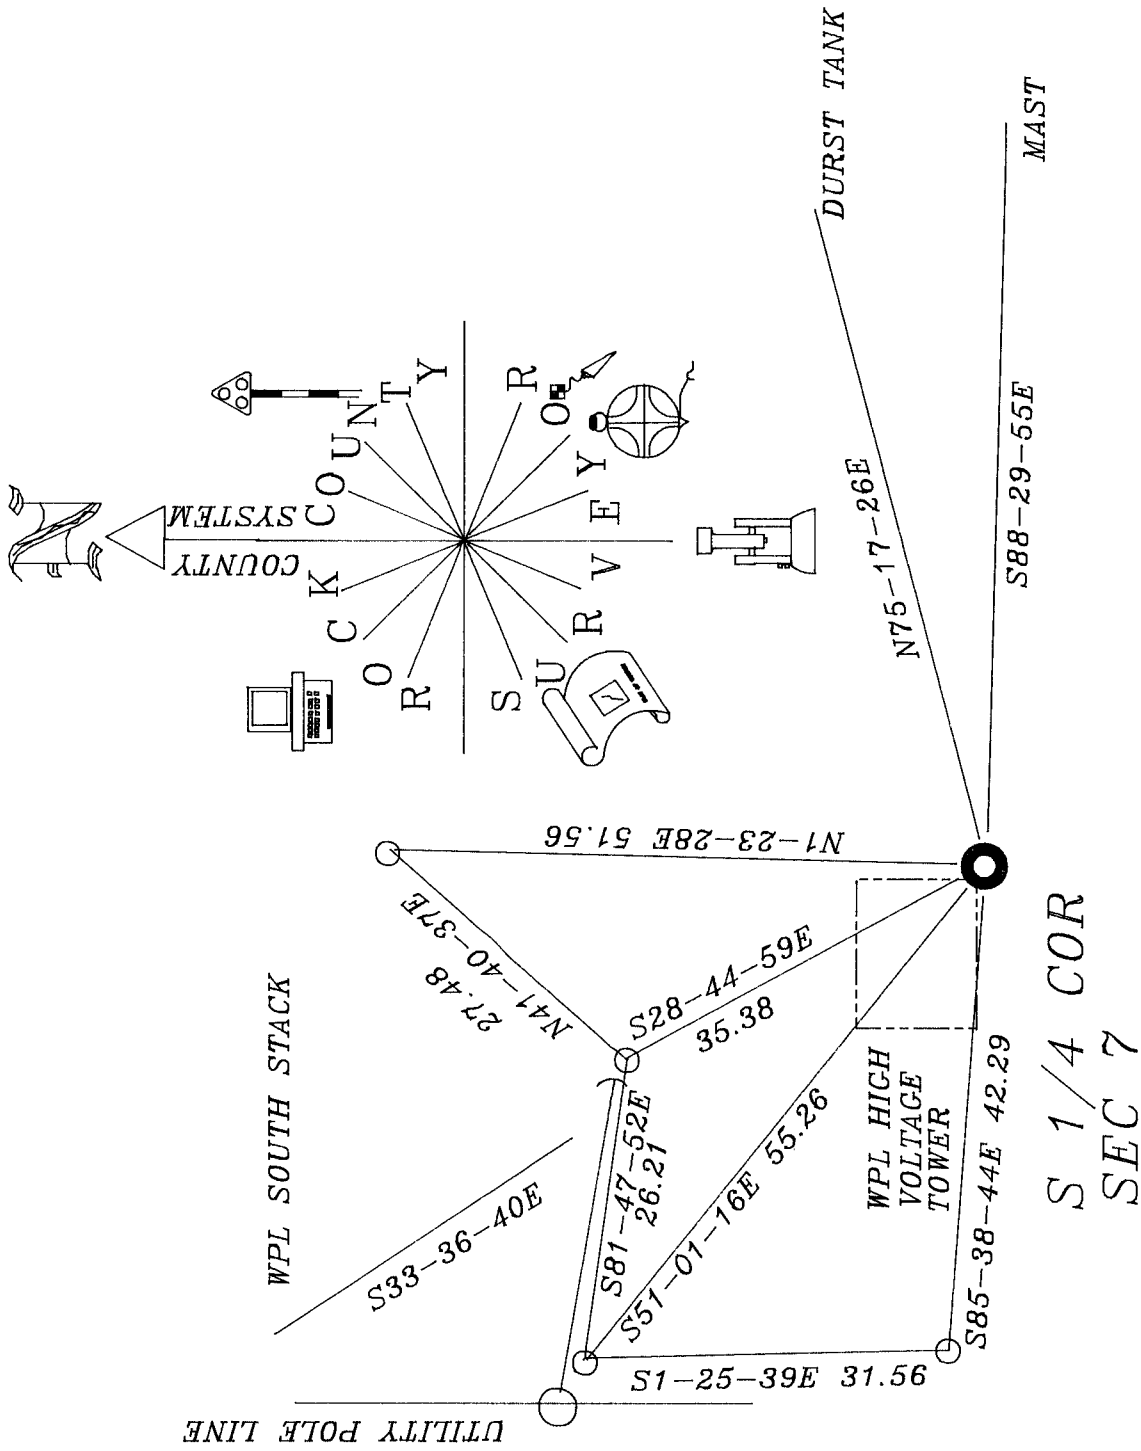 DURST TANK
MAST
N75-17-26E
S88-29-55E
ROCK COUNTY
SURVEYOR
COUNTY SYSTEM
N1-23-28E 51.56
N41-40-37E
27.48
S28-44-59E
35.38
WPL SOUTH STACK
S33-36-40E
S81-47-52E
26.21
S51-01-16E 55.26
WPL HIGH
VOLTAGE
TOWER
S85-38-44E 42.29
S1-25-39E 31.56
UTILITY POLE LINE
S 1/4 COR
SEC 7